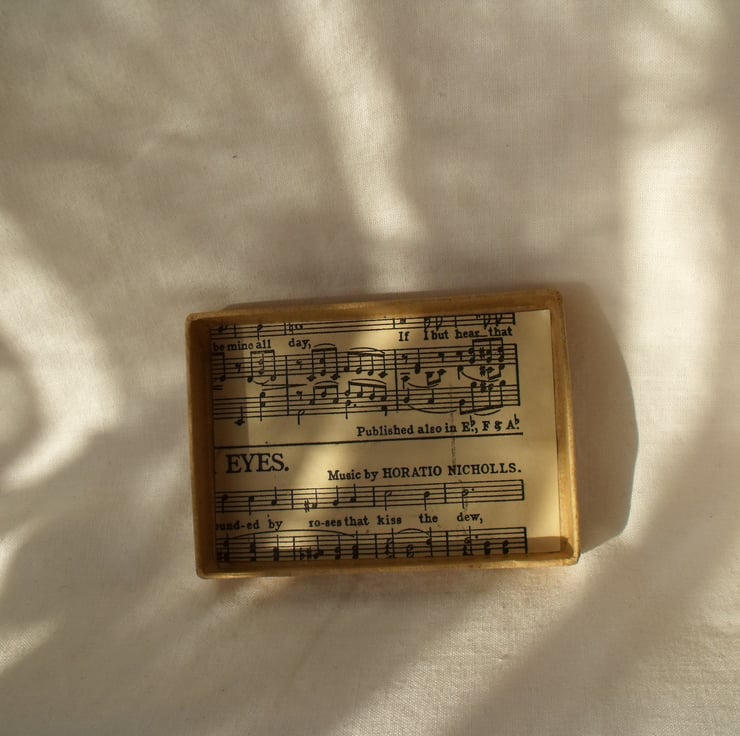 be mine all day, If I but hear that
Published also in E♭, F & A♭
EYES.
Music by HORATIO NICHOLLS.
ound-ed by ro-ses that kiss the dew,